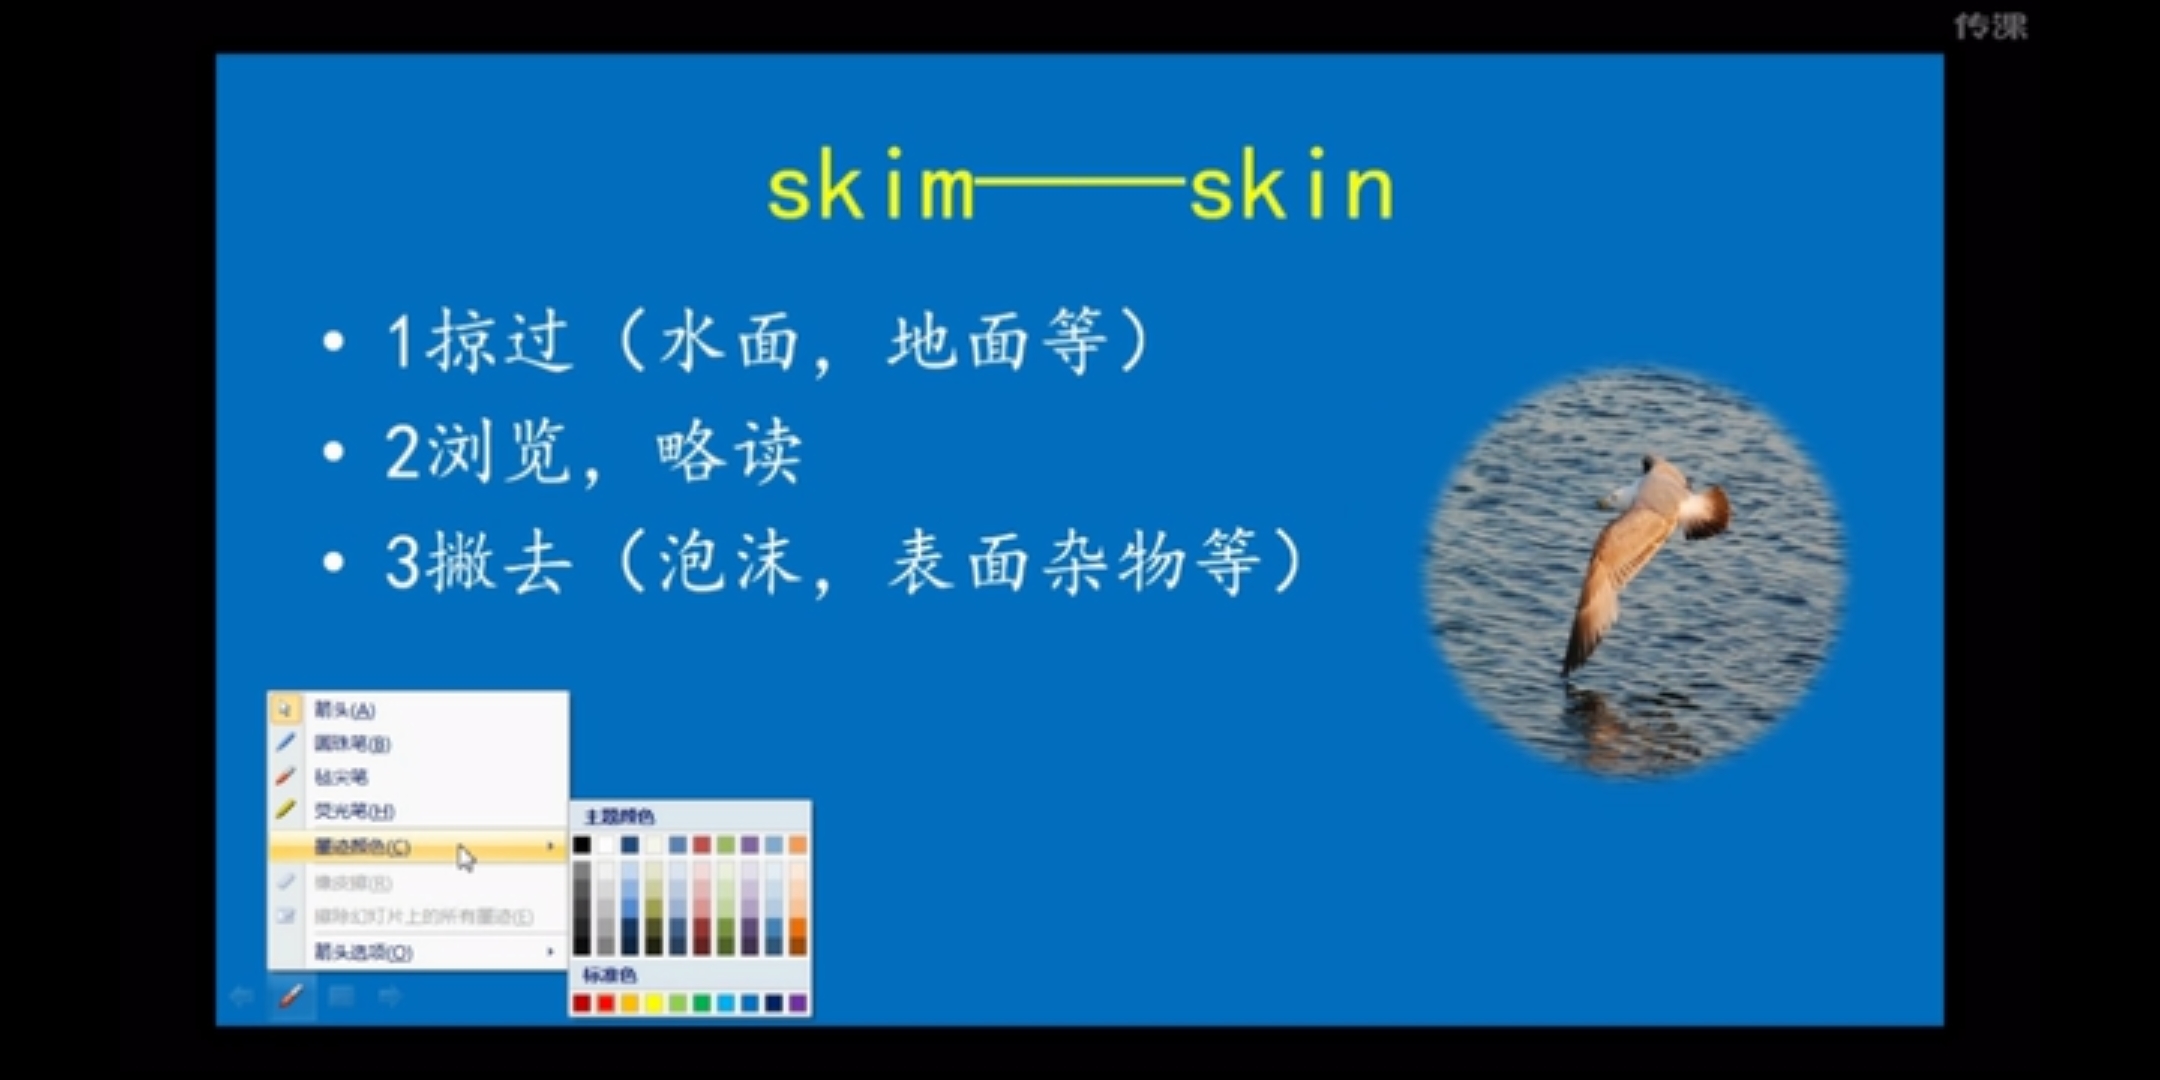 传课
skim——skin
• 1掠过（水面，地面等）
• 2浏览，略读
• 3撇去（泡沫，表面杂物等）
箭头(A)
圆珠笔(B)
毡尖笔
荧光笔(H)
墨迹颜色(C)
橡皮擦(R)
擦除幻灯片上的所有墨迹(E)
箭头选项(O)
主题颜色
标准色